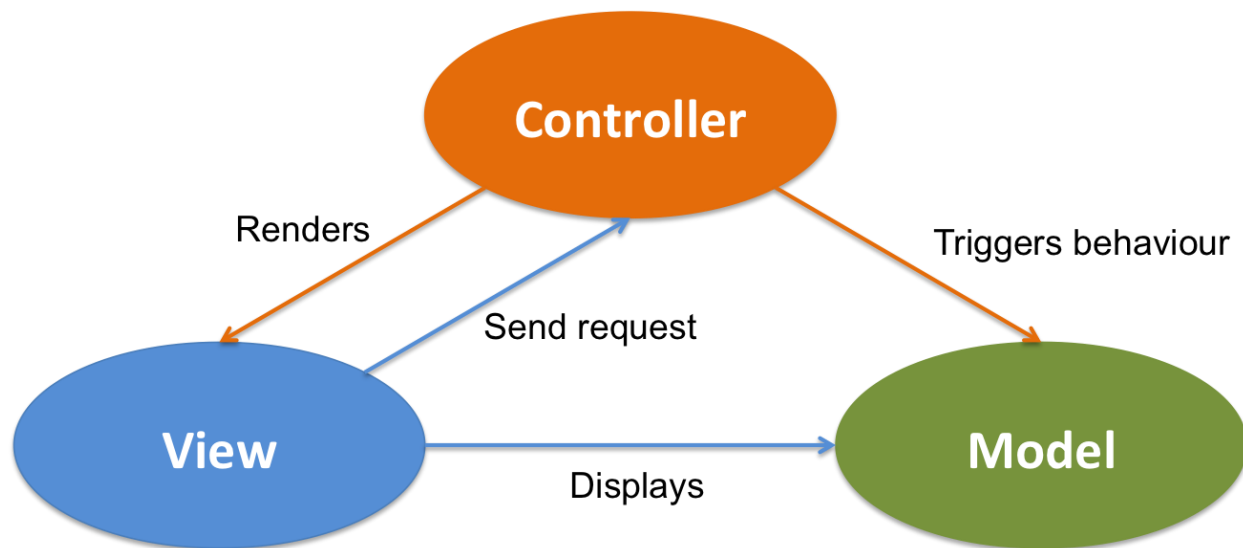 Controller
Renders
Triggers behaviour
Send request
View
Model
Displays